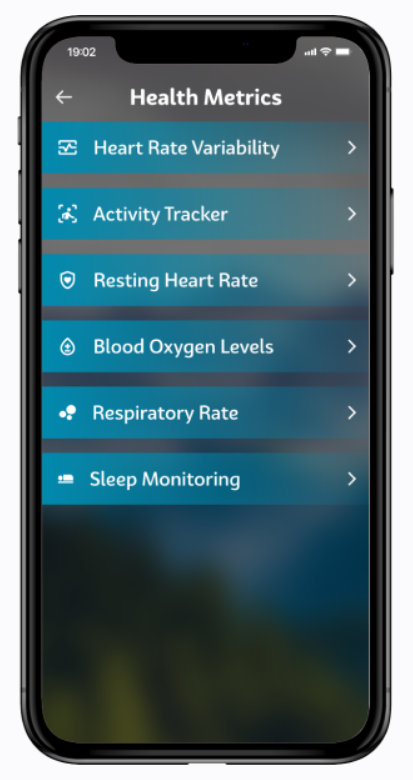 19:02
Health Metrics
Heart Rate Variability
Activity Tracker
Resting Heart Rate
Blood Oxygen Levels
Respiratory Rate
Sleep Monitoring